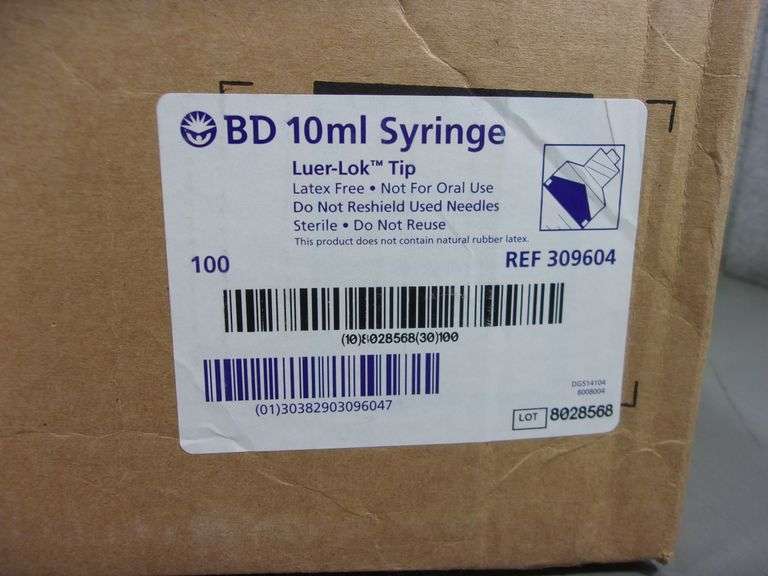 BD 10ml Syringe
Luer-Lok™ Tip
Latex Free • Not For Oral Use
Do Not Reshield Used Needles
Sterile • Do Not Reuse
This product does not contain natural rubber latex.
100 REF 309604
(10)8028568(30)100
(01)30382903096047
DG514104
8008004
LOT 8028568